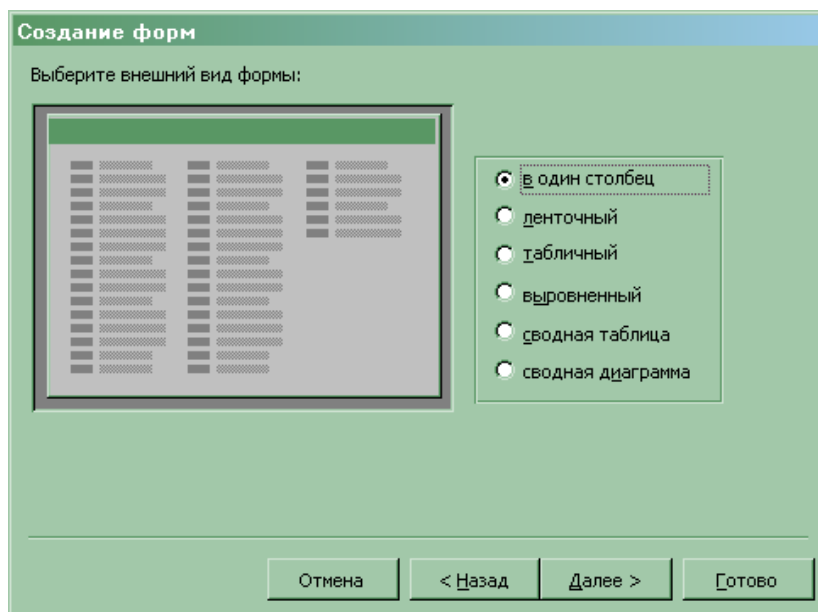 Создание форм
Выберите внешний вид формы:
в один столбец
ленточный
табличный
выровненный
сводная таблица
сводная диаграмма
Отмена
< Назад
Далее >
Готово